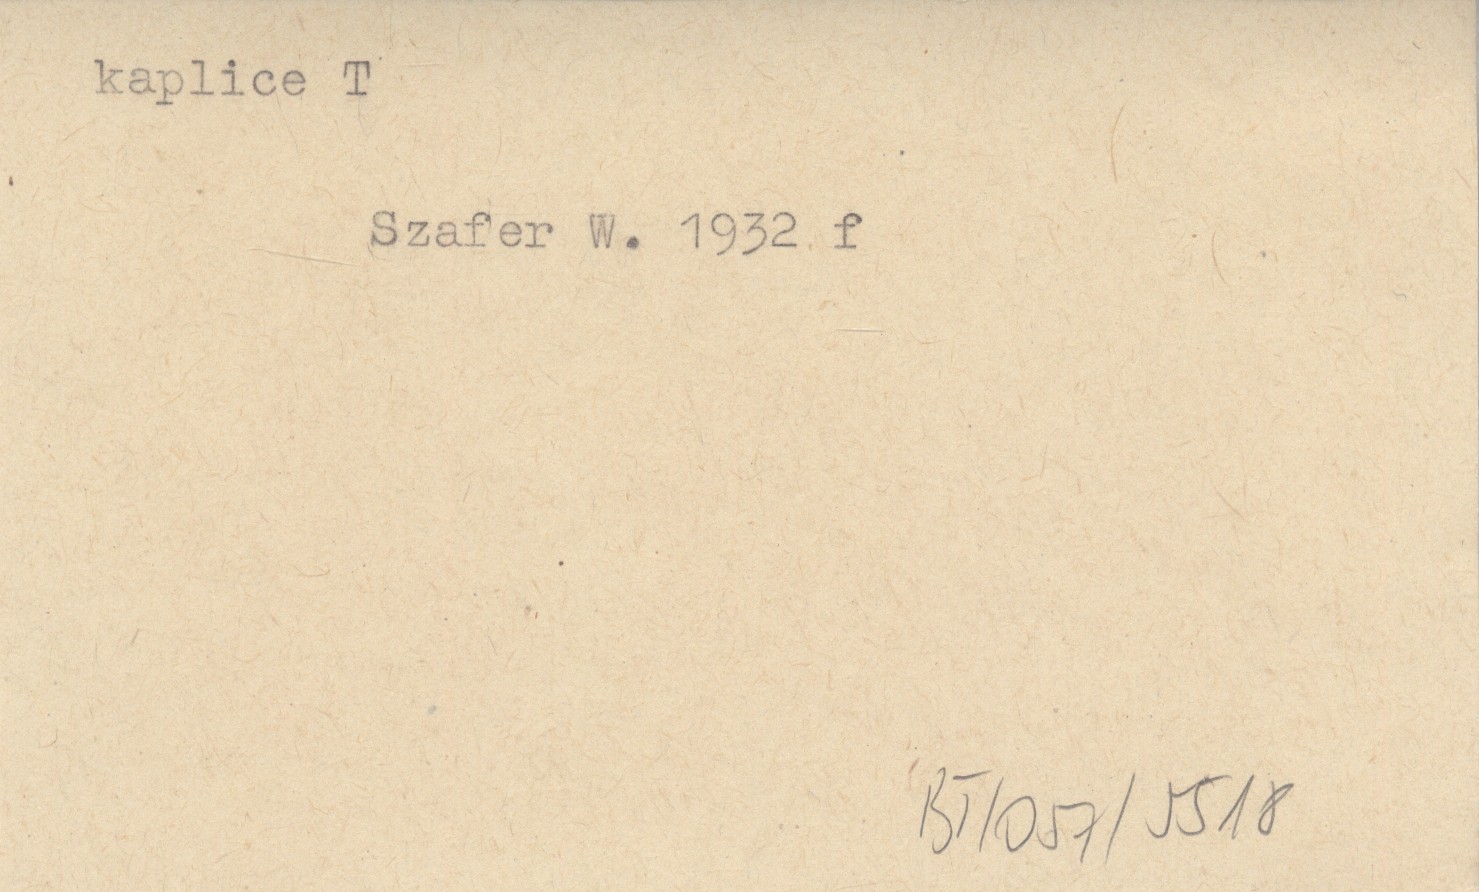 kaplice T
Szafer W. 1932 f
BT/057/5518